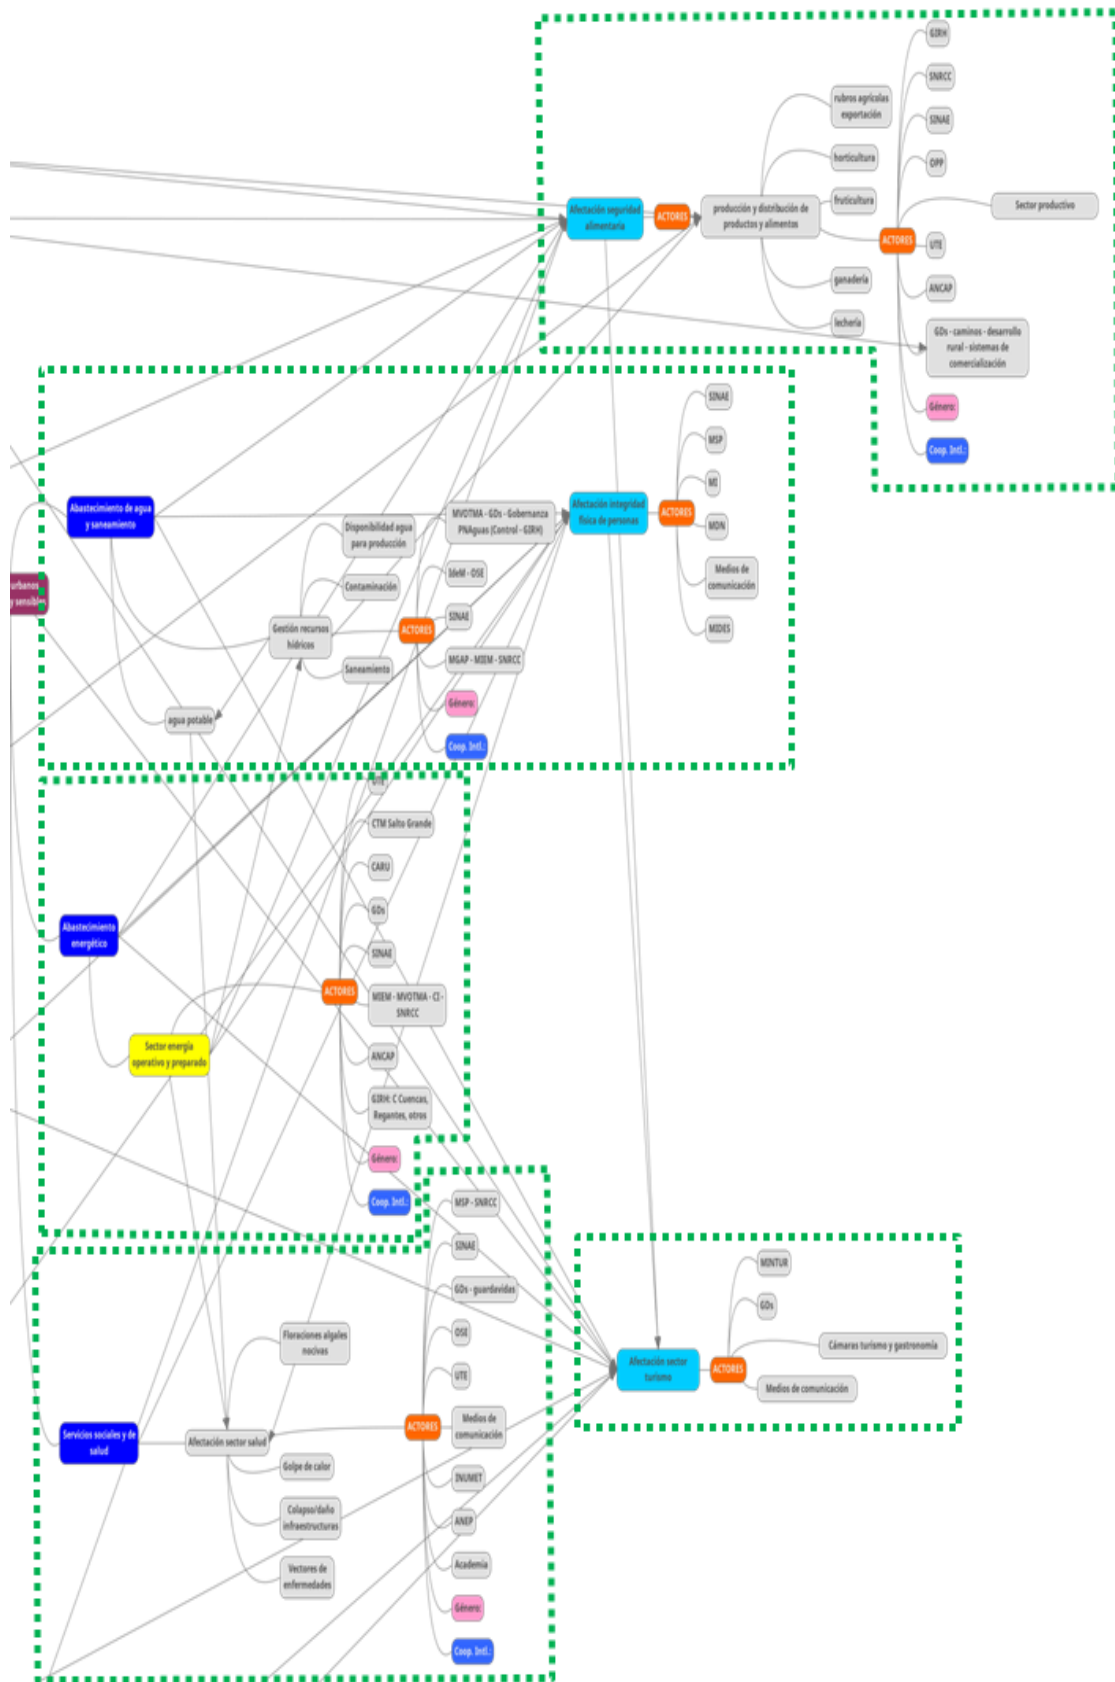 GIRH
SNRCC
SINAE
OPP
Sector productivo
UTE
ANCAP
GDs - caminos - desarrollo
rural - sistemas de
comercialización
Género:
Coop. Intl.:
rubros agrícolas
exportación
horticultura
fruticultura
ganadería
lechería
Afectación seguridad
alimentaria
ACTORES
producción y distribución de
productos y alimentos
ACTORES
Abastecimiento de agua
y saneamiento
urbanos
y sensibles
Disponibilidad agua
para producción
Contaminación
Gestión recursos
hídricos
Saneamiento
agua potable
ACTORES
MVOTMA - GDs - Gobernanza
PNAguas (Control - GIRH)
IdeM - OSE
SINAE
MGAP - MIEM - SNRCC
Género:
Coop. Intl.:
Afectación integridad
física de personas
ACTORES
SINAE
MSP
MI
MDN
Medios de
comunicación
MIDES
Abastecimiento
energético
Sector energía
operativo y preparado
ACTORES
UTE
CTM Salto Grande
CARU
GDs
SINAE
MIEM - MVOTMA - CI -
SNRCC
ANCAP
GIRH: C Cuencas,
Regantes, otros
Género:
Coop. Intl.:
Servicios sociales y de
salud
Afectación sector salud
Floraciones algales
nocivas
Golpe de calor
Colapso/daño
infraestructuras
Vectores de
enfermedades
ACTORES
MSP - SNRCC
SINAE
GDs - guardavidas
OSE
UTE
Medios de
comunicación
INUMET
ANEP
Academia
Género:
Coop. Intl.:
Afectación sector
turismo
ACTORES
MINTUR
GDs
Cámaras turismo y gastronomía
Medios de comunicación